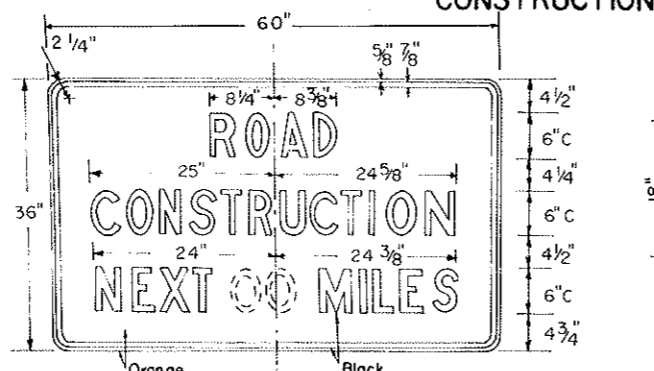 CONSTRUCTION
60"
2 1/4"
5/8" 7/8"
8 1/4" 8 3/8"
4 1/2"
ROAD
6"C
25" 24 5/8"
4 1/4"
36"
CONSTRUCTION
6"C
24" 24 3/8"
4 1/2"
NEXT 00 MILES
6"C
4 3/4"
Orange Black